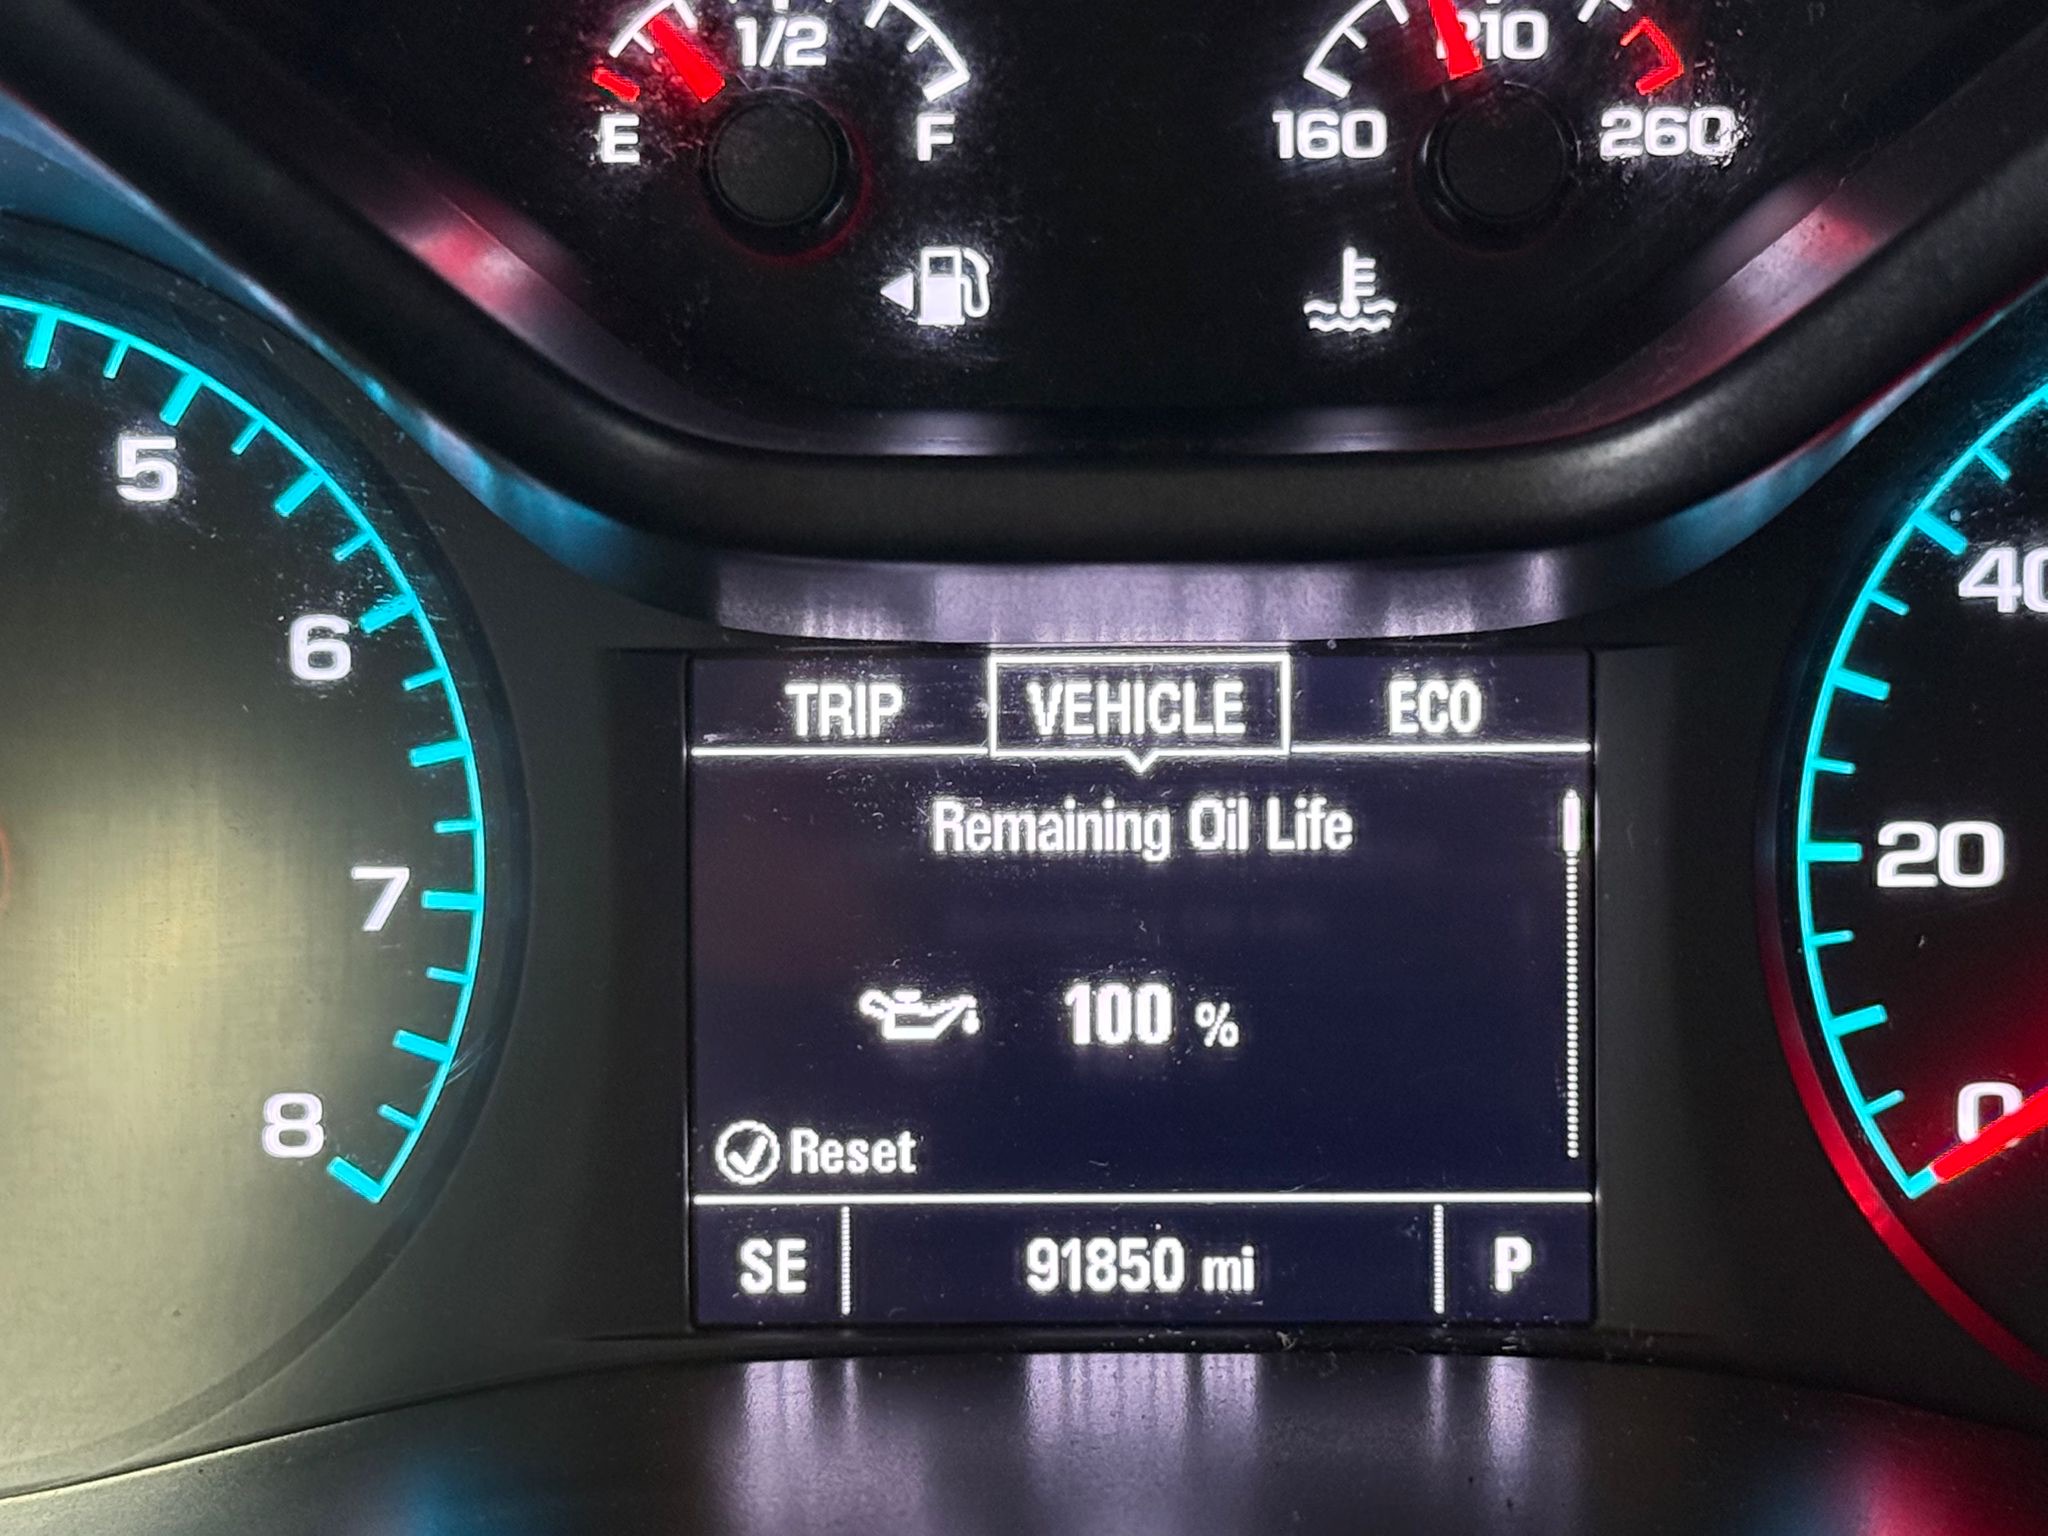 1/2
E F
210
160 260
5
6
7
8
40
20
0
TRIP VEHICLE ECO
Remaining Oil Life
100 %
Reset
SE 91850 mi P